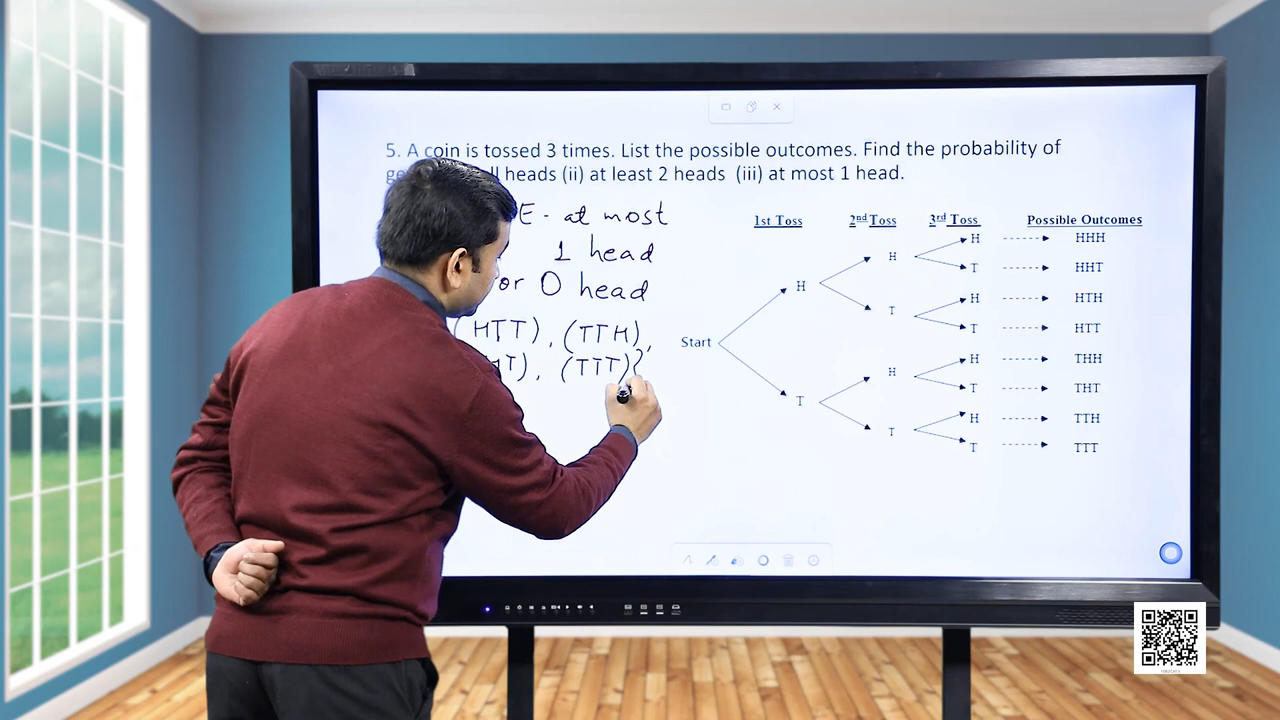 5. A coin is tossed 3 times. List the possible outcomes. Find the probability of
heads (ii) at least 2 heads (iii) at most 1 head.
E - at most
1 head
or 0 head
(HTT), (TTH),
(TTT)}
1st Toss 2nd Toss 3rd Toss Possible Outcomes
H HHH
H
T HHT
H
H HTH
T
T HTT
Start
H THH
H
T THT
T
H TTH
T
T TTT